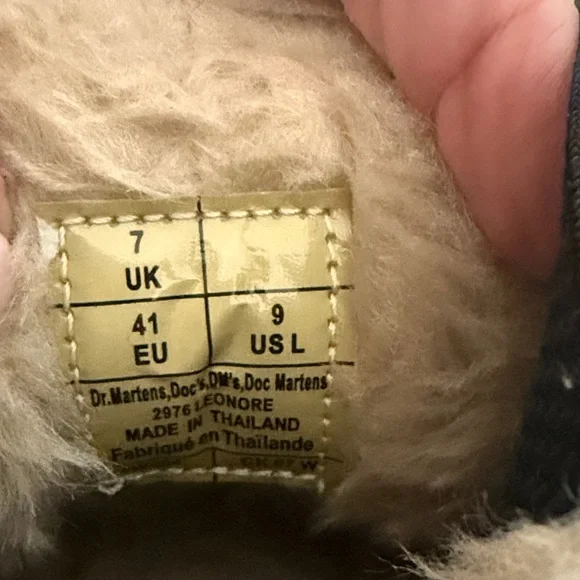 7
UK
41
EU
9
US L
Dr.Martens,Doc's,DM's,Doc Martens
2976 LEONORE
MADE IN THAILAND
Fabriqué en Thaïlande